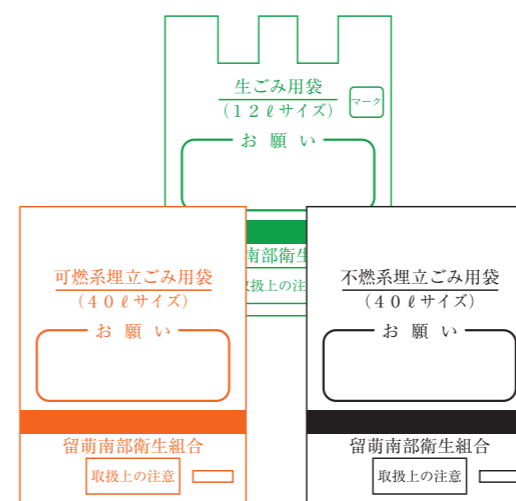 生ごみ用袋
(12ℓサイズ)
マーク
お願い
南部衛生
取扱上の注
可燃系埋立ごみ用袋
(40ℓサイズ)
お願い
留萌南部衛生組合
取扱上の注意
不燃系埋立ごみ用袋
(40ℓサイズ)
お願い
留萌南部衛生組合
取扱上の注意